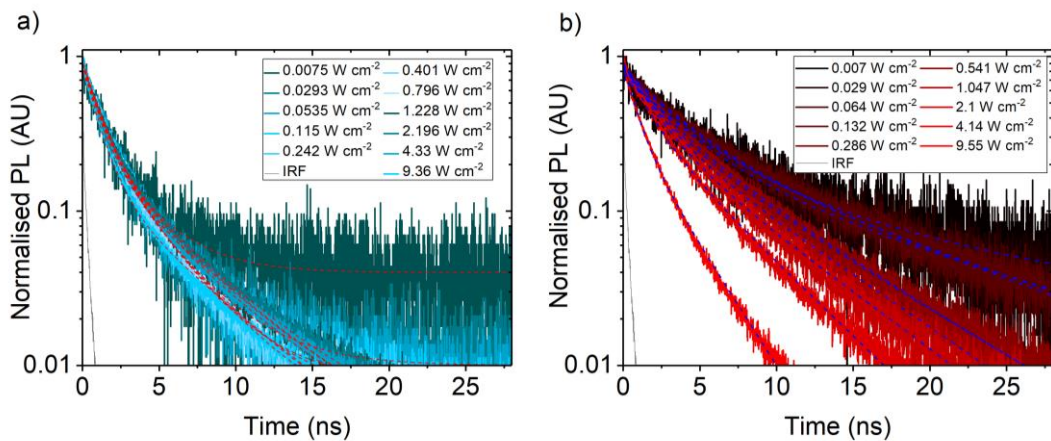 a)
Normalised PL (AU)
1
0.1
0.01
0.0075 W cm⁻² 0.401 W cm⁻²
0.0293 W cm⁻² 0.796 W cm⁻²
0.0535 W cm⁻² 1.228 W cm⁻²
0.115 W cm⁻² 2.196 W cm⁻²
0.242 W cm⁻² 4.33 W cm⁻²
IRF 9.36 W cm⁻²
0 5 10 15 20 25
Time (ns)
b)
Normalised PL (AU)
1
0.1
0.01
0.007 W cm⁻² 0.541 W cm⁻²
0.029 W cm⁻² 1.047 W cm⁻²
0.064 W cm⁻² 2.1 W cm⁻²
0.132 W cm⁻² 4.14 W cm⁻²
0.286 W cm⁻² 9.55 W cm⁻²
IRF
0 5 10 15 20 25
Time (ns)